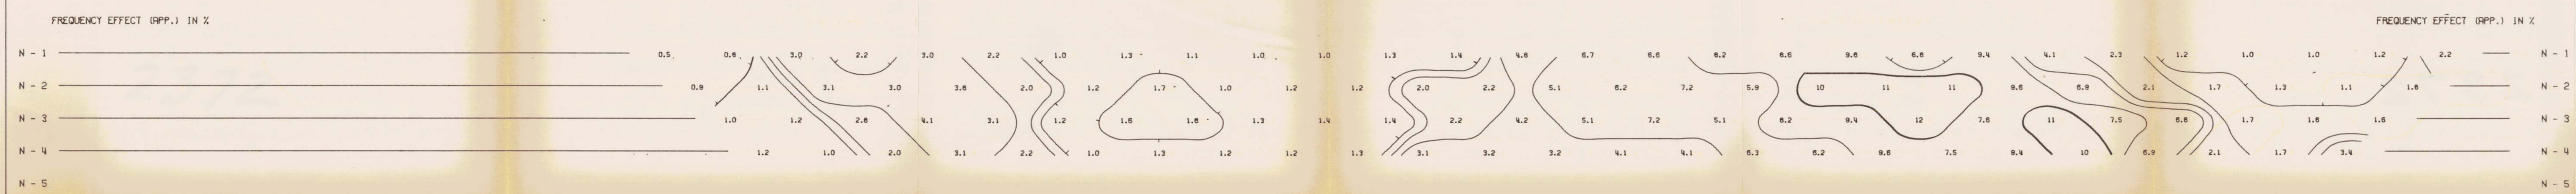 FREQUENCY EFFECT (APP.) IN % FREQUENCY EFFECT (APP.) IN %
N - 1 0.5 0.6 3.0 2.2 3.0 2.2 1.0 1.3 1.1 1.0 1.0 1.3 1.4 4.6 6.7 6.6 6.2 6.6 9.6 6.6 9.4 4.1 2.3 1.2 1.0 1.0 1.2 2.2 N - 1
N - 2 0.9 1.1 3.1 3.0 3.6 2.0 1.2 1.7 1.0 1.2 1.2 2.0 2.2 5.1 6.2 7.2 5.9 10 11 11 9.6 6.9 2.1 1.7 1.3 1.1 1.6 N - 2
N - 3 1.0 1.2 2.6 4.1 3.1 1.2 1.6 1.6 1.3 1.4 1.4 2.2 4.2 5.1 7.2 5.1 6.2 9.4 12 7.6 11 7.5 6.6 1.7 1.6 1.6 N - 3
N - 4 1.2 1.0 2.0 3.1 2.2 1.0 1.3 1.2 1.2 1.3 3.1 3.2 3.2 4.1 4.1 6.3 6.2 9.6 7.5 9.4 10 6.9 2.1 1.7 3.4 N - 4
N - 5 N - 5